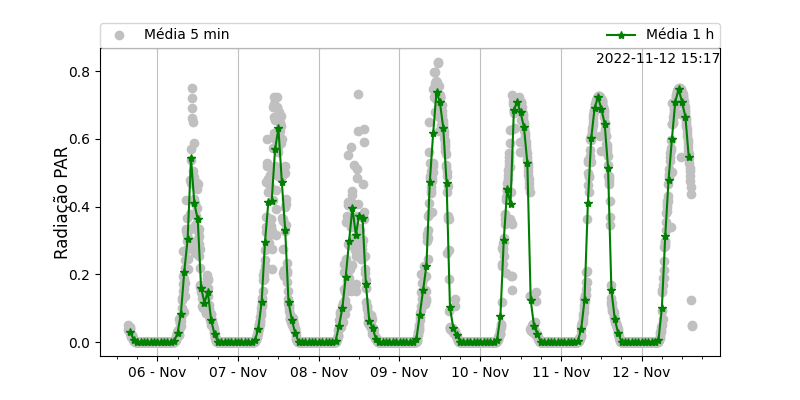 Média 5 min
Média 1 h
2022-11-12 15:17
Radiação PAR
0.8
0.6
0.4
0.2
0.0
06 - Nov
07 - Nov
08 - Nov
09 - Nov
10 - Nov
11 - Nov
12 - Nov